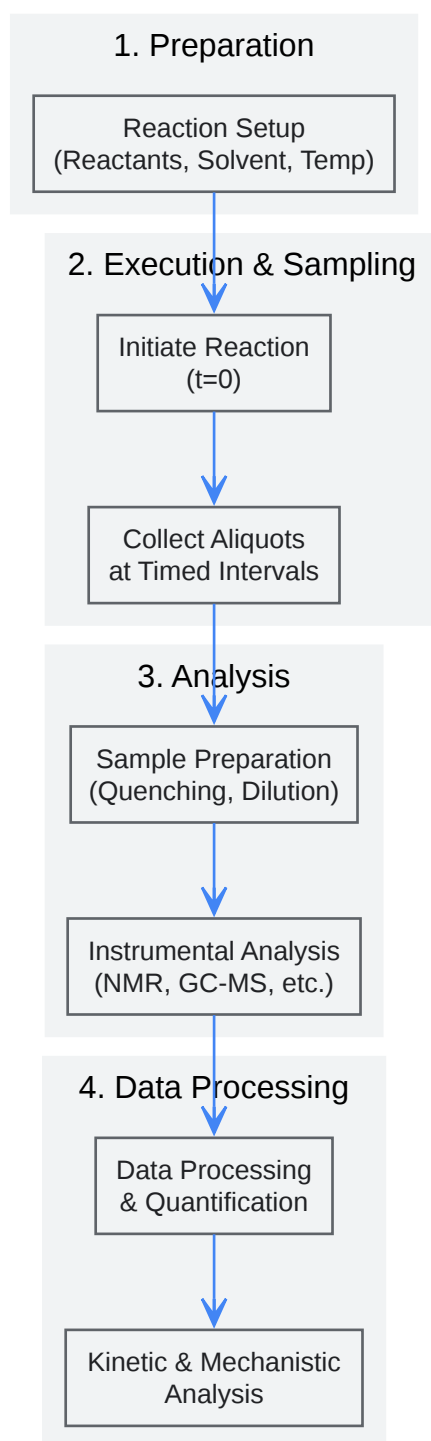 1. Preparation
Reaction Setup
(Reactants, Solvent, Temp)
2. Execution & Sampling
Initiate Reaction
(t=0)
Collect Aliquots
at Timed Intervals
3. Analysis
Sample Preparation
(Quenching, Dilution)
Instrumental Analysis
(NMR, GC-MS, etc.)
4. Data Processing
Data Processing
& Quantification
Kinetic & Mechanistic
Analysis